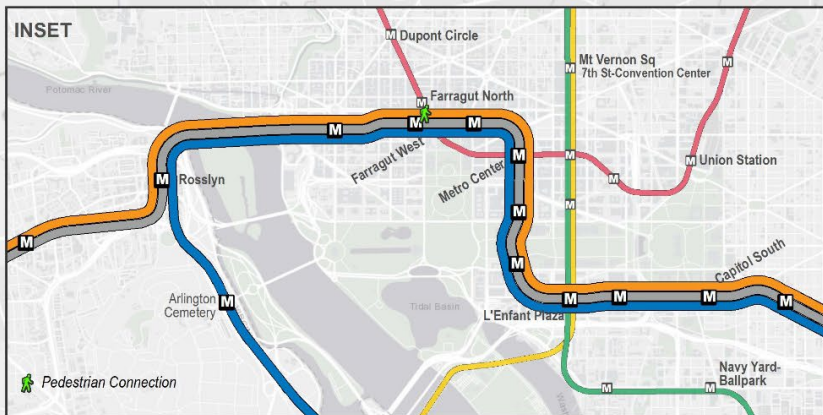 INSET
M Dupont Circle
Mt Vernon Sq
7th St-Convention Center
Potomac River
Farragut North
Farragut West
Metro Center
Union Station
Rosslyn
Capitol South
Arlington
Cemetery
Tidal Basin
L'Enfant Plaza
Navy Yard-
Ballpark
Pedestrian Connection